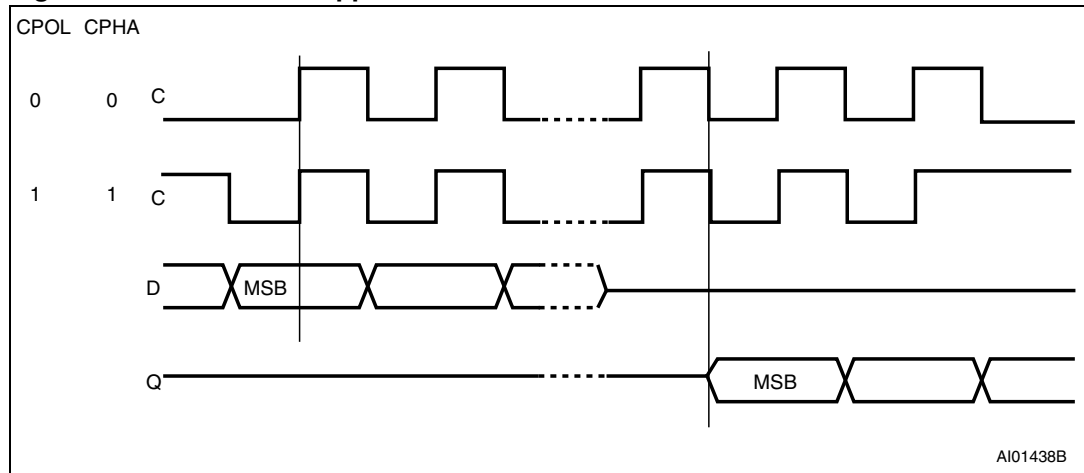 CPOL CPHA
0 0 C
1 1 C
D MSB
Q MSB
AI01438B